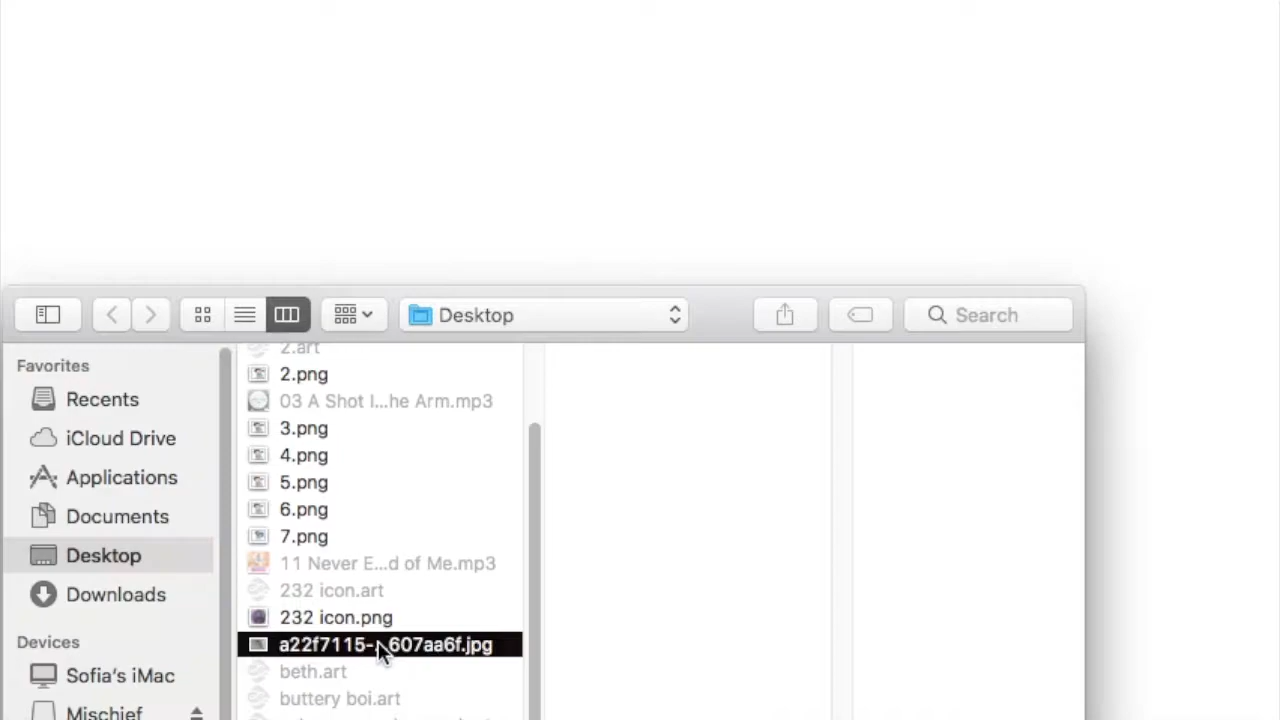 Desktop
Search
Favorites
Recents
iCloud Drive
Applications
Documents
Desktop
Downloads
Devices
Sofia's iMac
Mischief
2.art
2.png
03 A Shot I...he Arm.mp3
3.png
4.png
5.png
6.png
7.png
11 Never E...d of Me.mp3
232 icon.art
232 icon.png
a22f7115-...607aa6f.jpg
beth.art
buttery boi.art